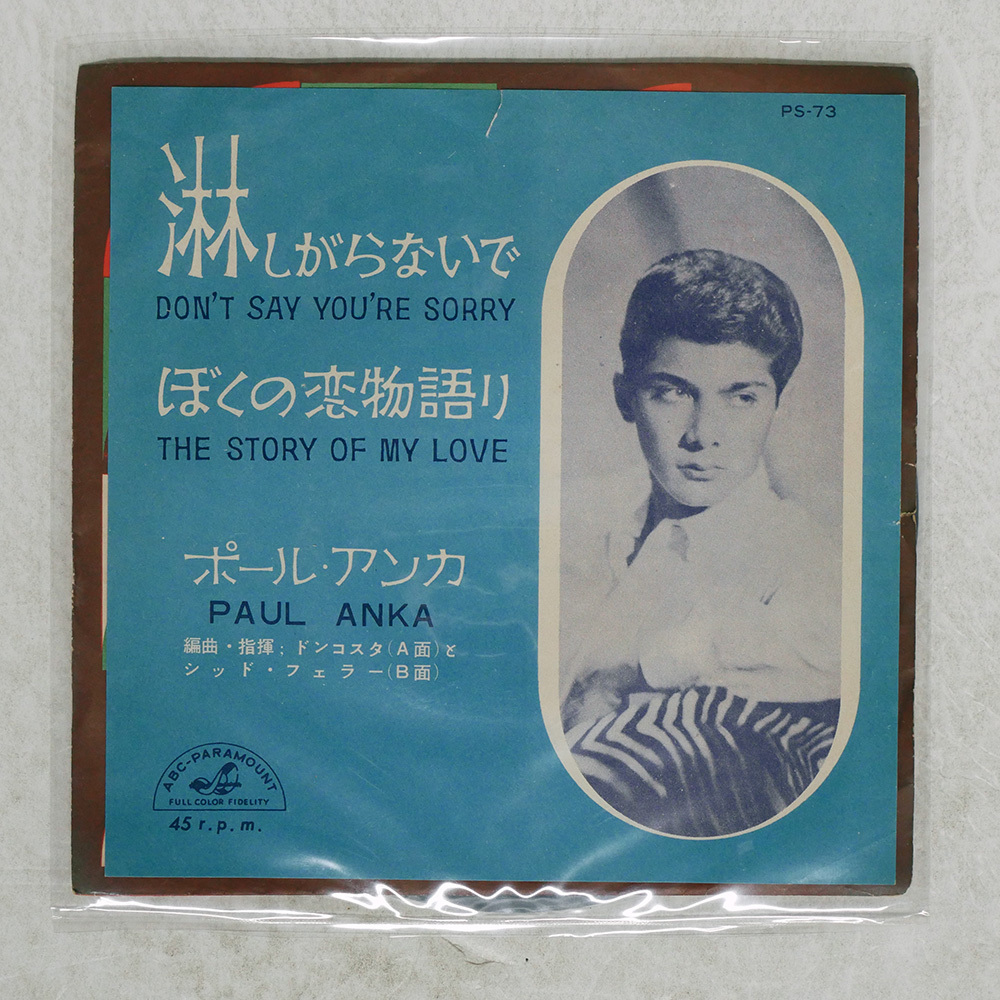 PS-73
淋しがらないで
DON'T SAY YOU'RE SORRY
ぼくの恋物語り
THE STORY OF MY LOVE
ポール・アンカ
PAUL ANKA
編曲・指揮:ドンコスタ(A面)と
シッド・フェラー(B面)
ABC-PARAMOUNT
FULL COLOR FIDELITY
45 r.p.m.